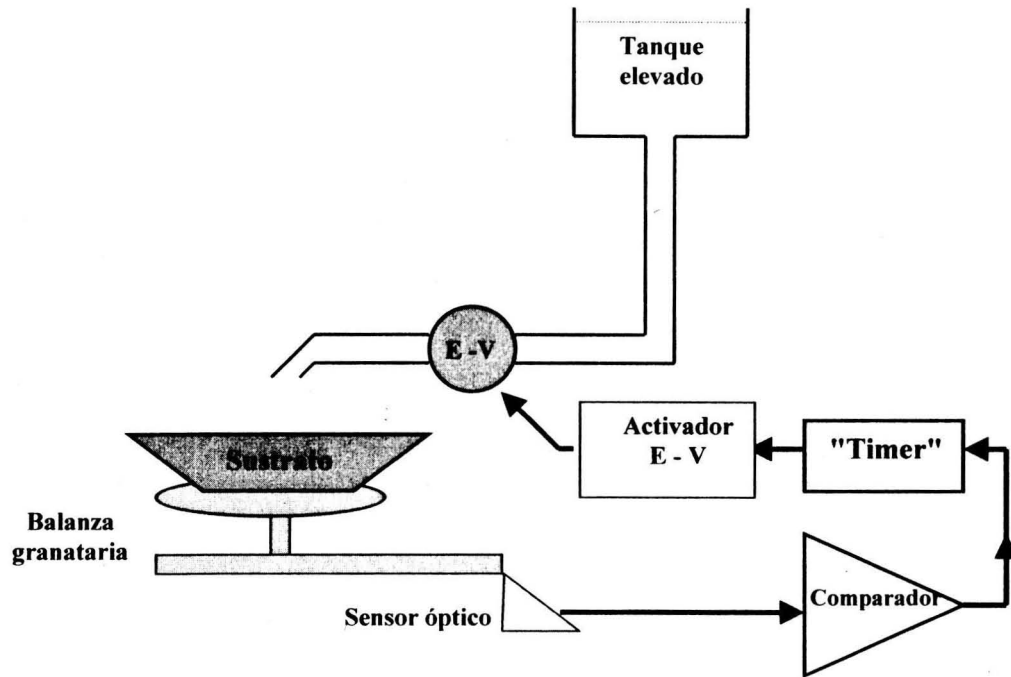 Tanque
elevado
E -V
Activador
E - V
"Timer"
Sustrato
Balanza
granataria
Sensor óptico
Comparador